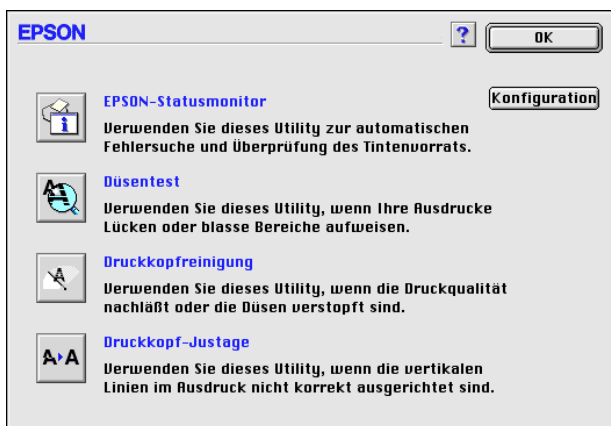 EPSON
?
OK
EPSON-Statusmonitor
Konfiguration
Verwenden Sie dieses Utility zur automatischen
Fehlersuche und Überprüfung des Tintenvorrats.
Düsentest
Verwenden Sie dieses Utility, wenn Ihre Ausdrucke
Lücken oder blasse Bereiche aufweisen.
Druckkopfreinigung
Verwenden Sie dieses Utility, wenn die Druckqualität
nachläßt oder die Düsen verstopft sind.
Druckkopf-Justage
Verwenden Sie dieses Utility, wenn die vertikalen
Linien im Ausdruck nicht korrekt ausgerichtet sind.